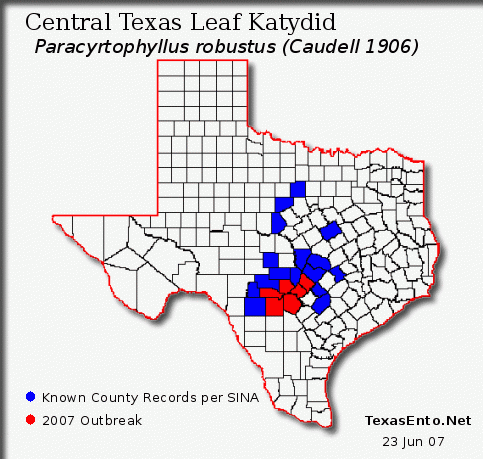 Central Texas Leaf Katydid
Paracyrtophyllus robustus (Caudell 1906)
Known County Records per SINA
2007 Outbreak
TexasEnto.Net
23 Jun 07